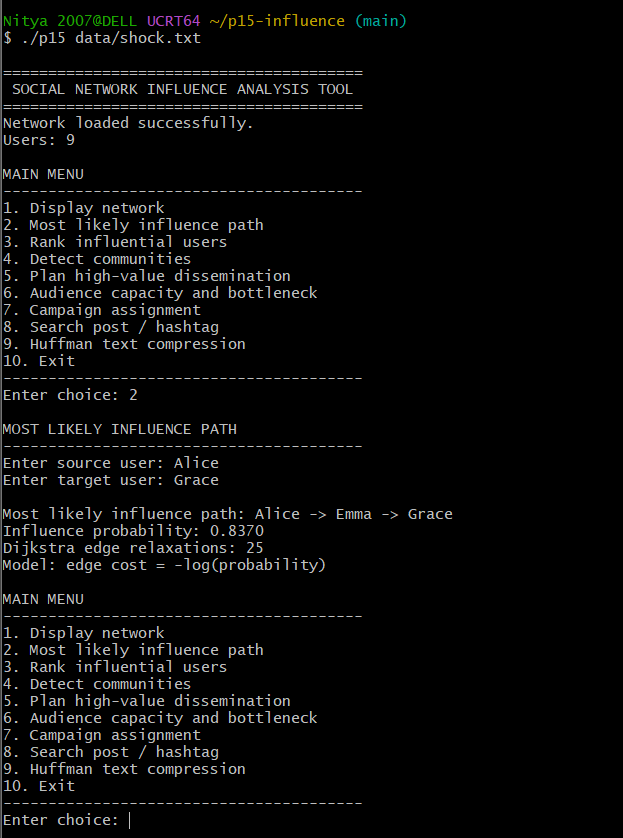 Nitya 2007@DELL UCRT64 ~/p15-influence (main)
$ ./p15 data/shock.txt
========================================
SOCIAL NETWORK INFLUENCE ANALYSIS TOOL
========================================
Network loaded successfully.
Users: 9
MAIN MENU
----------------------------------------
1. Display network
2. Most likely influence path
3. Rank influential users
4. Detect communities
5. Plan high-value dissemination
6. Audience capacity and bottleneck
7. Campaign assignment
8. Search post / hashtag
9. Huffman text compression
10. Exit
----------------------------------------
Enter choice: 2
MOST LIKELY INFLUENCE PATH
----------------------------------------
Enter source user: Alice
Enter target user: Grace
Most likely influence path: Alice -> Emma -> Grace
Influence probability: 0.8370
Dijkstra edge relaxations: 25
Model: edge cost = -log(probability)
MAIN MENU
----------------------------------------
1. Display network
2. Most likely influence path
3. Rank influential users
4. Detect communities
5. Plan high-value dissemination
6. Audience capacity and bottleneck
7. Campaign assignment
8. Search post / hashtag
9. Huffman text compression
10. Exit
----------------------------------------
Enter choice: